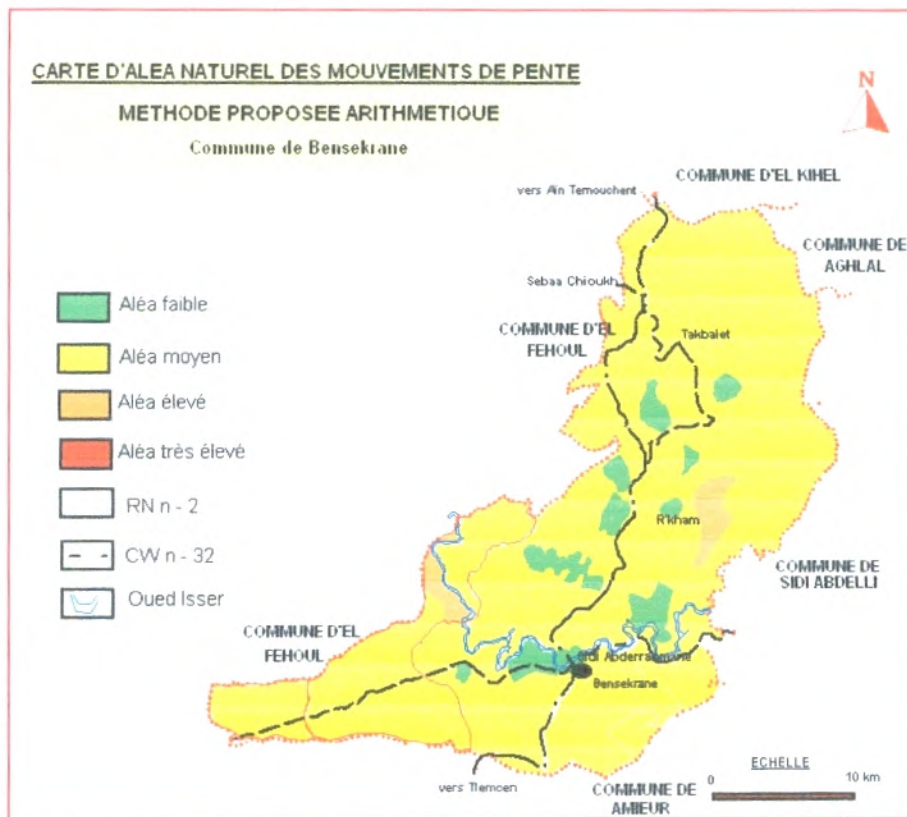 CARTE D'ALEA NATUREL DES MOUVEMENTS DE PENTE
METHODE PROPOSEE ARITHMETIQUE
Commune de Bensekrane
N
COMMUNE D'EL KIHEL
vers Aïn Temouchent
COMMUNE DE
AGHLAL
Sebaa Chioukh
COMMUNE D'EL
FEHOUL
Takbalet
Aléa faible
Aléa moyen
Aléa élevé
Aléa très élevé
RN n - 2
CW n - 32
Oued Isser
R'kham
COMMUNE DE
SIDI ABDELLI
COMMUNE D'EL
FEHOUL
Sidi
Bensekrane
vers Tlemcen
COMMUNE DE
AMIEUR
ECHELLE
0 10 km